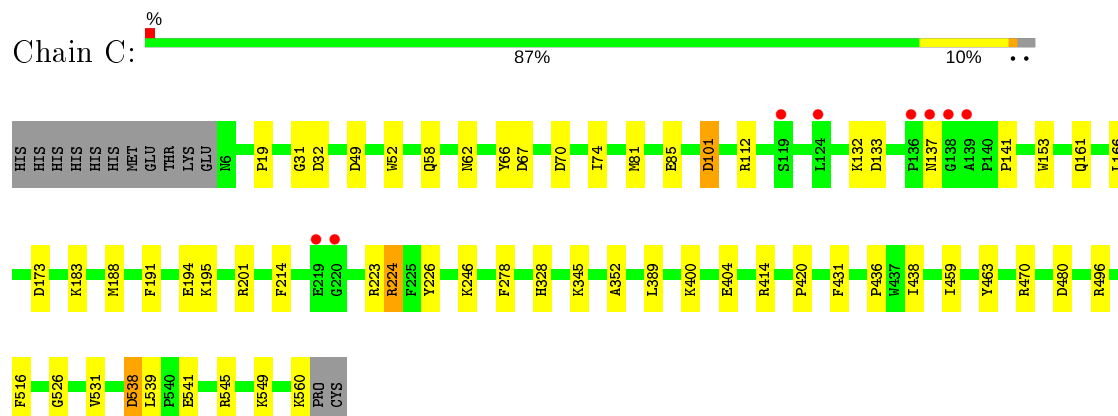 %
Chain C:
87% 10% • •
HIS HIS HIS HIS HIS HIS MET GLU THR LYS GLU N6 P19 G31 D32 D49 W52 Q58 N62 Y66 D67 D70 I74 M81 E85 D101 R112 S119 L124 K132 D133 P136 N137 G138 A139 P140 P141 W153 Q161 L166
D173 K183 M188 F191 E194 K195 R201 F214 E219 G220 R223 R224 F225 Y226 K246 F278 H328 K345 A352 L389 K400 E404 R414 P420 F431 P436 W437 I438 I459 Y463 R470 D480 R496
F516 G526 V531 D538 L539 P540 E541 R545 K549 K560 PRO CYS